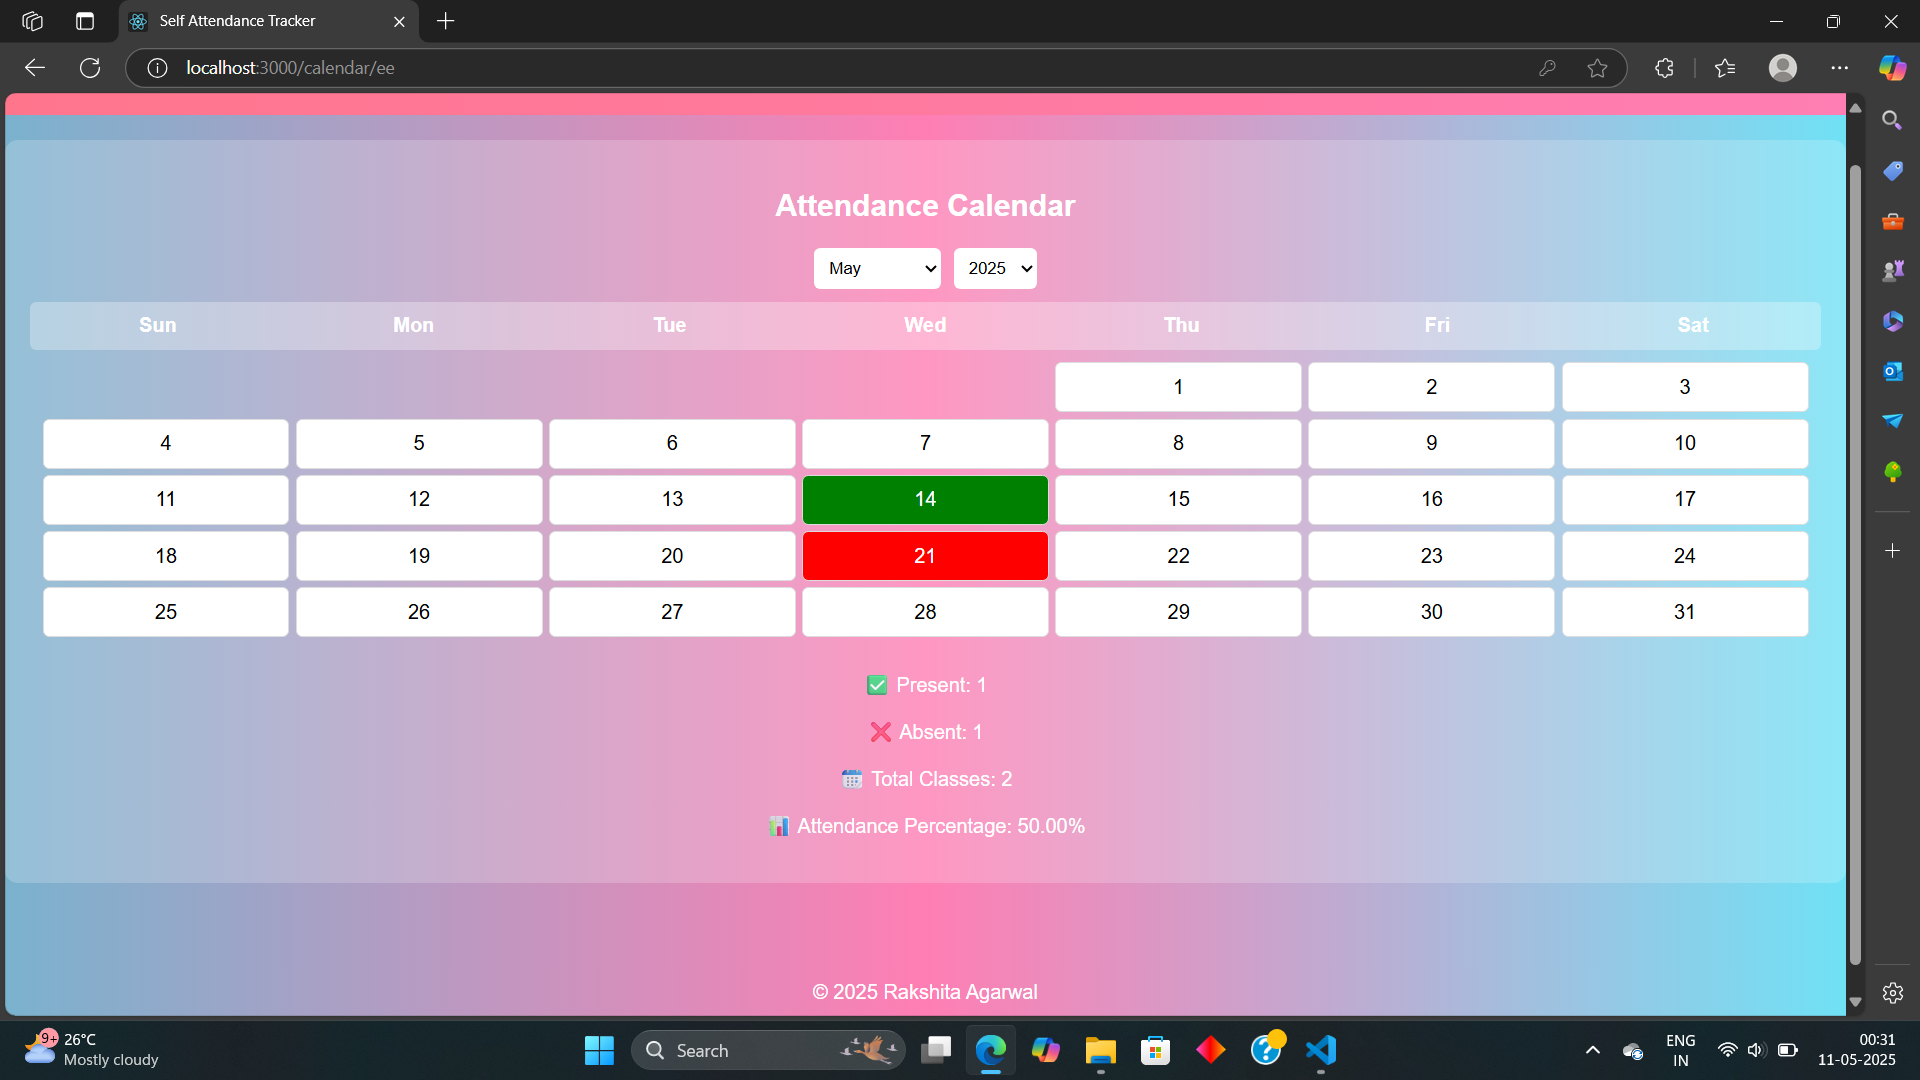 Self Attendance Tracker
localhost:3000/calendar/ee
Attendance Calendar
May 2025
Sun Mon Tue Wed Thu Fri Sat
1 2 3
4 5 6 7 8 9 10
11 12 13 14 15 16 17
18 19 20 21 22 23 24
25 26 27 28 29 30 31
✅ Present: 1
❌ Absent: 1
Total Classes: 2
📊 Attendance Percentage: 50.00%
© 2025 Rakshita Agarwal
9+ 26°C
Mostly cloudy
Search
ENG
IN
00:31
11-05-2025